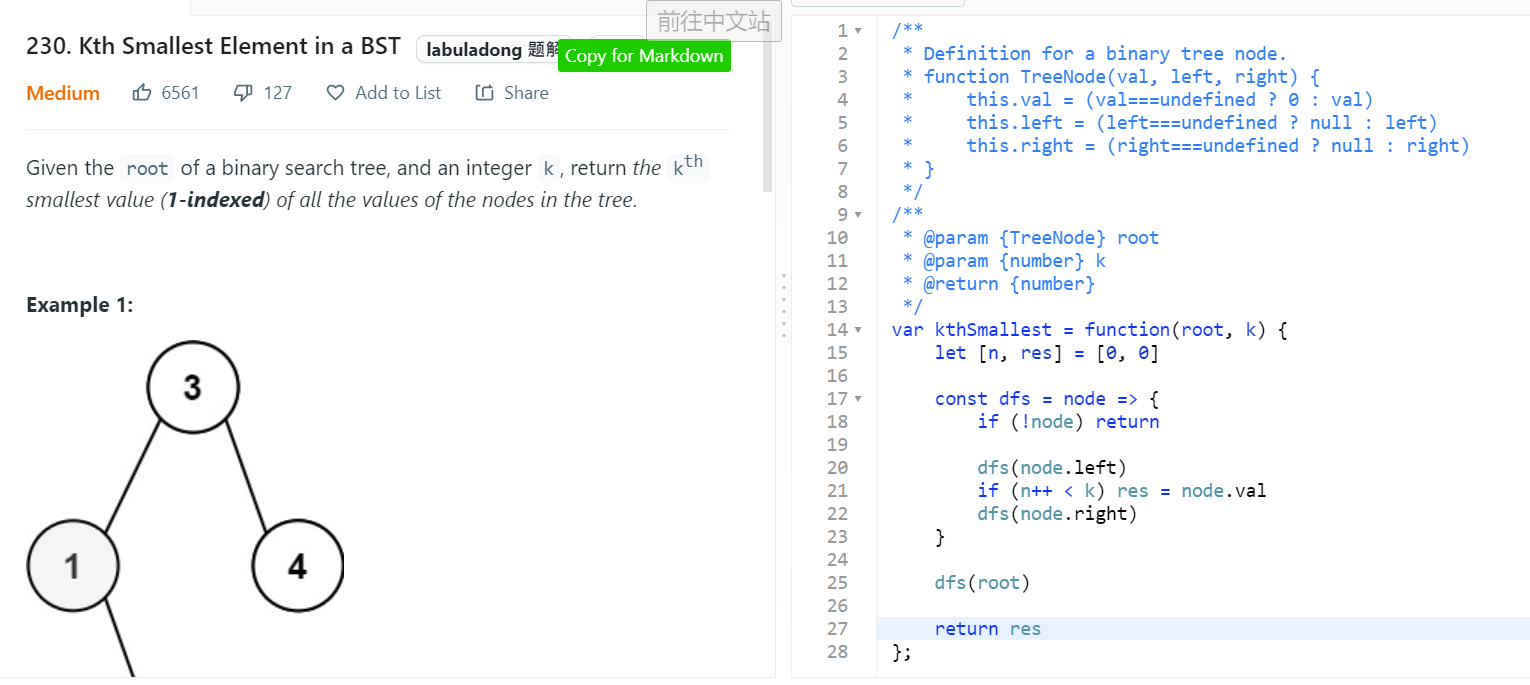 前往中文站
230. Kth Smallest Element in a BST
labuladong 题解
Copy for Markdown
Medium 6561 127 Add to List Share
Given the root of a binary search tree, and an integer k, return the kth
smallest value (1-indexed) of all the values of the nodes in the tree.
Example 1:
3
1 4
1 /**
2  * Definition for a binary tree node.
3  * function TreeNode(val, left, right) {
4  *     this.val = (val===undefined ? 0 : val)
5  *     this.left = (left===undefined ? null : left)
6  *     this.right = (right===undefined ? null : right)
7  * }
8  */
9 /**
10  * @param {TreeNode} root
11  * @param {number} k
12  * @return {number}
13  */
14 var kthSmallest = function(root, k) {
15     let [n, res] = [0, 0]
16
17     const dfs = node => {
18         if (!node) return
19
20         dfs(node.left)
21         if (n++ < k) res = node.val
22         dfs(node.right)
23     }
24
25     dfs(root)
26
27     return res
28 };